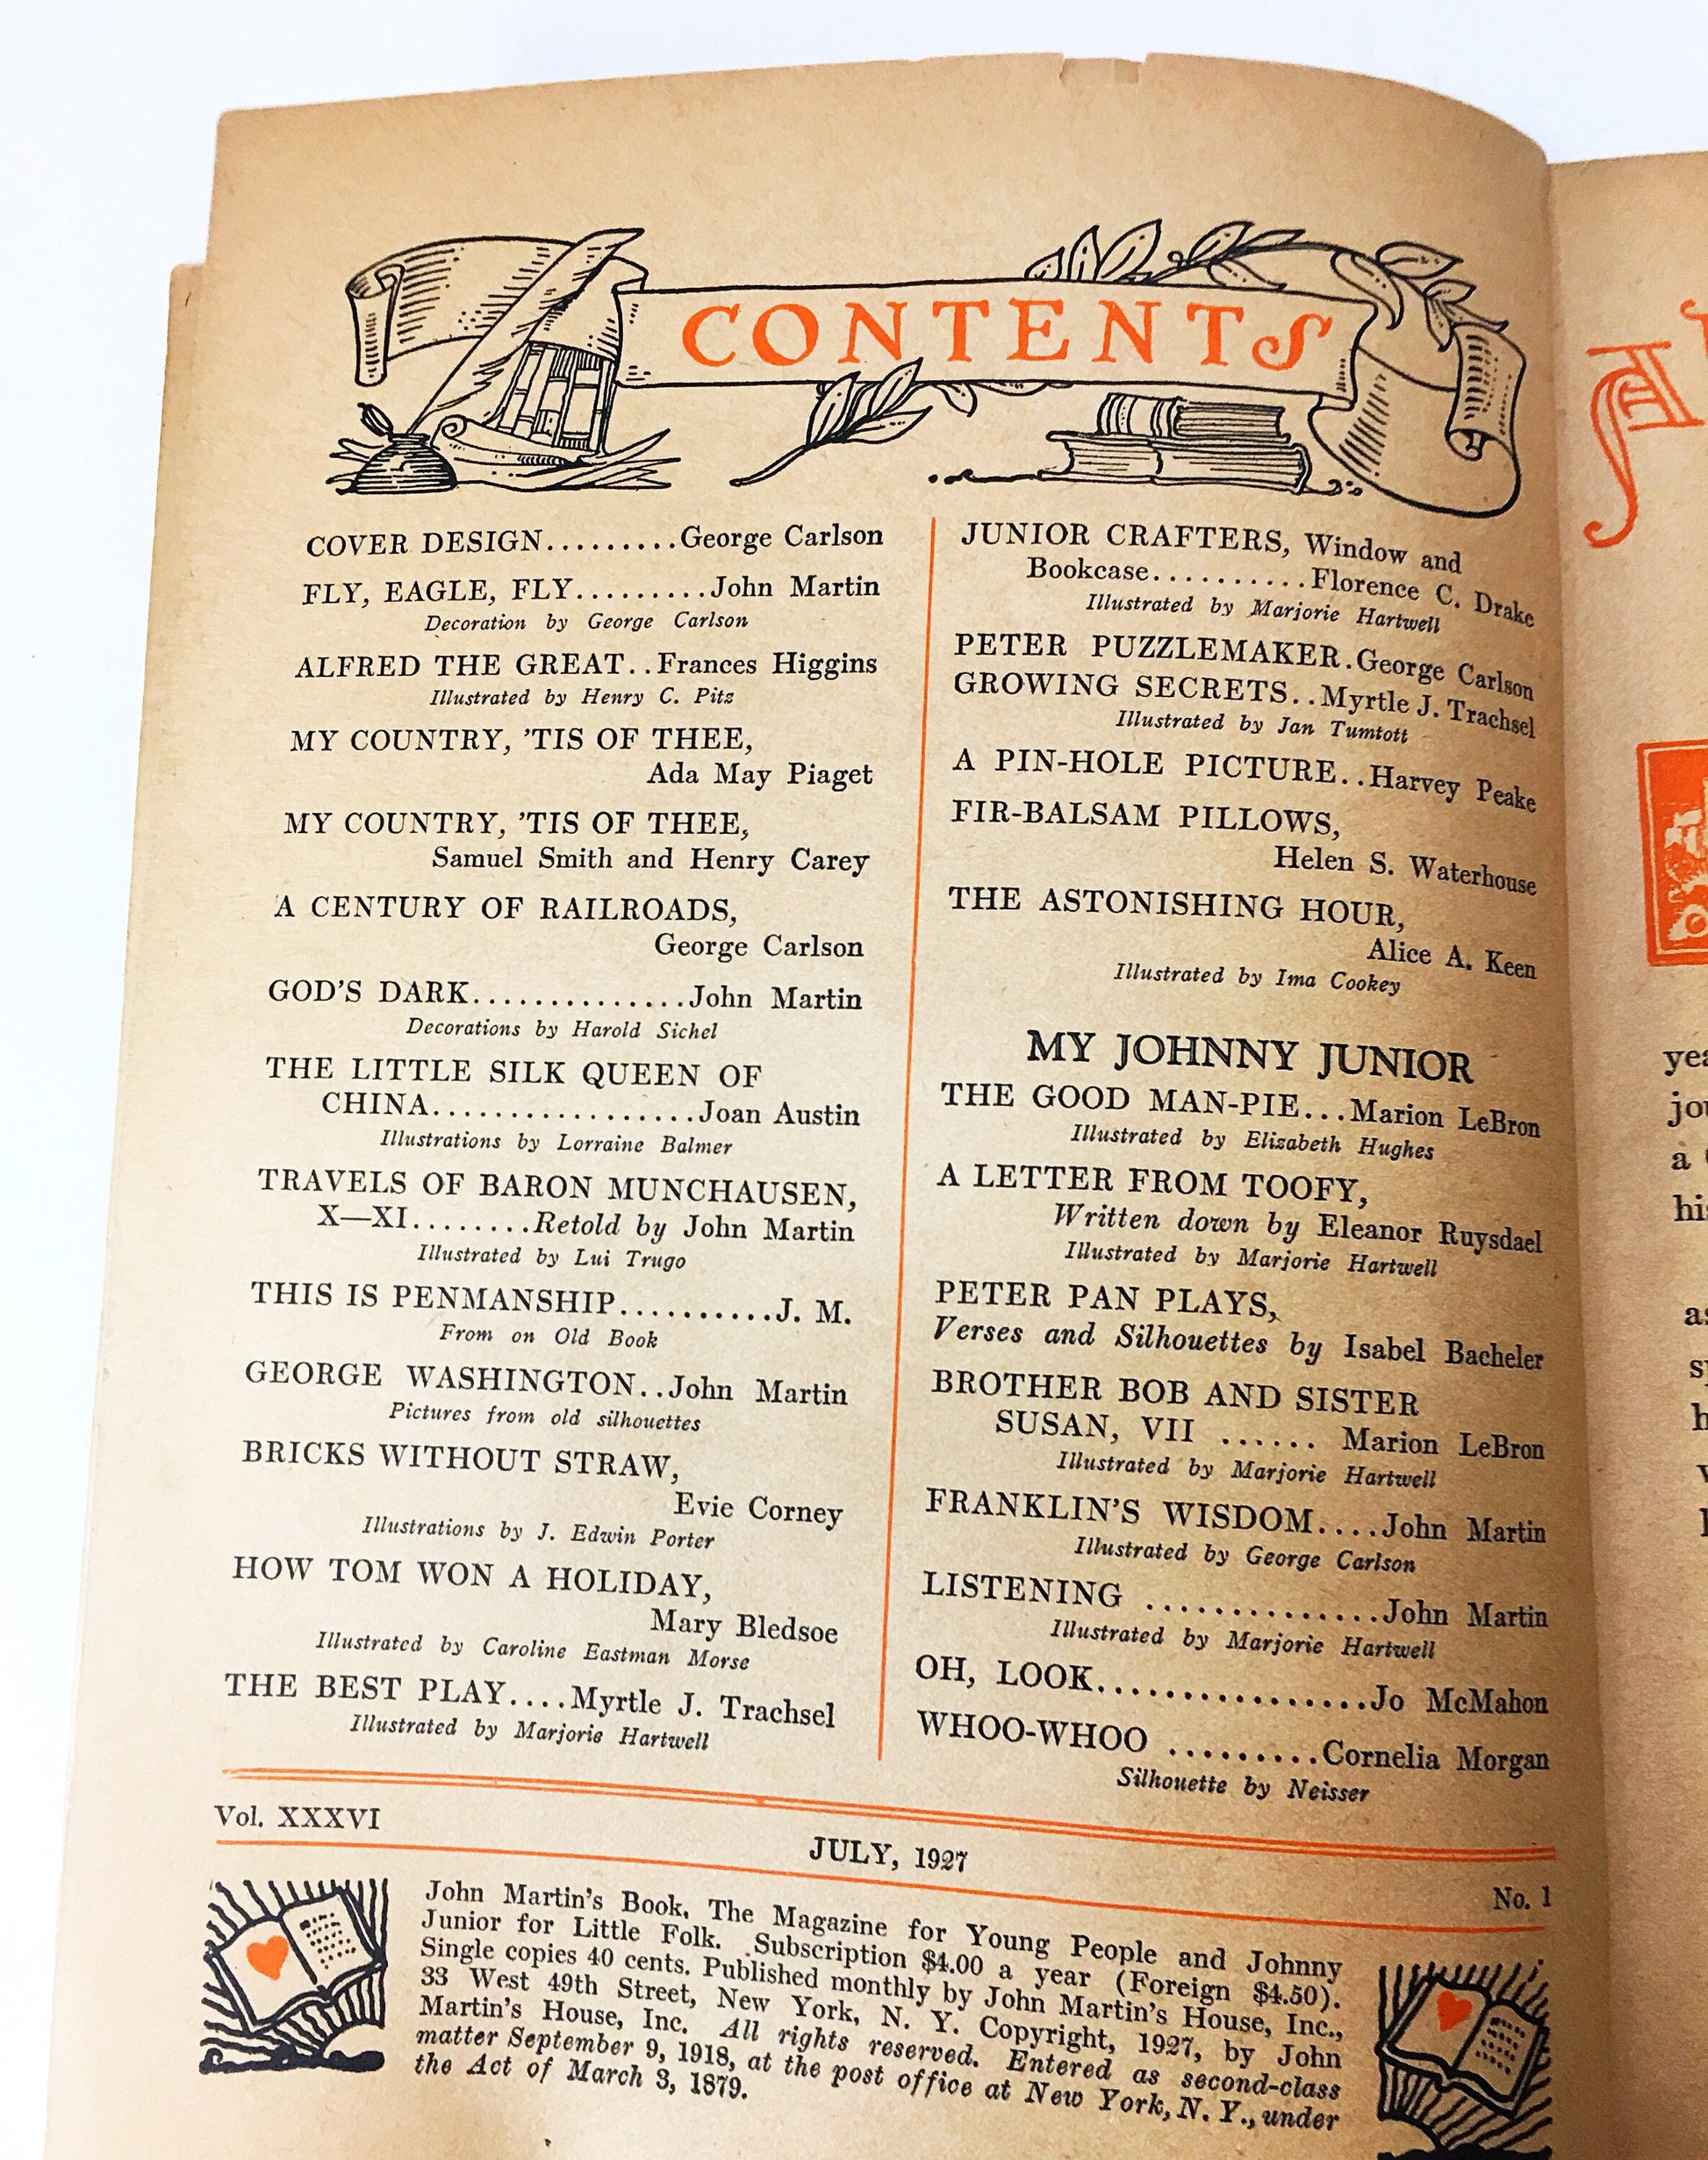 CONTENTS
COVER DESIGN.........George Carlson
FLY, EAGLE, FLY.........John Martin
Decoration by George Carlson
ALFRED THE GREAT..Frances Higgins
Illustrated by Henry C. Pitz
MY COUNTRY, 'TIS OF THEE,
Ada May Piaget
MY COUNTRY, 'TIS OF THEE,
Samuel Smith and Henry Carey
A CENTURY OF RAILROADS,
George Carlson
GOD'S DARK..............John Martin
Decorations by Harold Sichel
THE LITTLE SILK QUEEN OF
CHINA.................Joan Austin
Illustrations by Lorraine Balmer
TRAVELS OF BARON MUNCHAUSEN,
X—XI........Retold by John Martin
Illustrated by Lui Trugo
THIS IS PENMANSHIP..........J. M.
From on Old Book
GEORGE WASHINGTON..John Martin
Pictures from old silhouettes
BRICKS WITHOUT STRAW,
Evie Corney
Illustrations by J. Edwin Porter
HOW TOM WON A HOLIDAY,
Mary Bledsoe
Illustrated by Caroline Eastman Morse
THE BEST PLAY....Myrtle J. Trachsel
Illustrated by Marjorie Hartwell
JUNIOR CRAFTERS, Window and
Bookcase..........Florence C. Drake
Illustrated by Marjorie Hartwell
PETER PUZZLEMAKER.George Carlson
GROWING SECRETS..Myrtle J. Trachsel
Illustrated by Jan Tumtott
A PIN-HOLE PICTURE..Harvey Peake
FIR-BALSAM PILLOWS,
Helen S. Waterhouse
THE ASTONISHING HOUR,
Alice A. Keen
Illustrated by Ima Cookey
MY JOHNNY JUNIOR
THE GOOD MAN-PIE...Marion LeBron
Illustrated by Elizabeth Hughes
A LETTER FROM TOOFY,
Written down by Eleanor Ruysdael
Illustrated by Marjorie Hartwell
PETER PAN PLAYS,
Verses and Silhouettes by Isabel Bacheler
BROTHER BOB AND SISTER
SUSAN, VII ...... Marion LeBron
Illustrated by Marjorie Hartwell
FRANKLIN'S WISDOM....John Martin
Illustrated by George Carlson
LISTENING ...............John Martin
Illustrated by Marjorie Hartwell
OH, LOOK.................Jo McMahon
WHOO-WHOO .........Cornelia Morgan
Silhouette by Neisser
Vol. XXXVI
JULY, 1927
No. 1
John Martin's Book, The Magazine for Young People and Johnny
Junior for Little Folk. Subscription $4.00 a year (Foreign $4.50).
Single copies 40 cents. Published monthly by John Martin's House, Inc.,
33 West 49th Street, New York, N. Y. Copyright, 1927, by John
Martin's House, Inc. All rights reserved. Entered as second-class
matter September 9, 1918, at the post office at New York, N. Y., under
the Act of March 3, 1879.